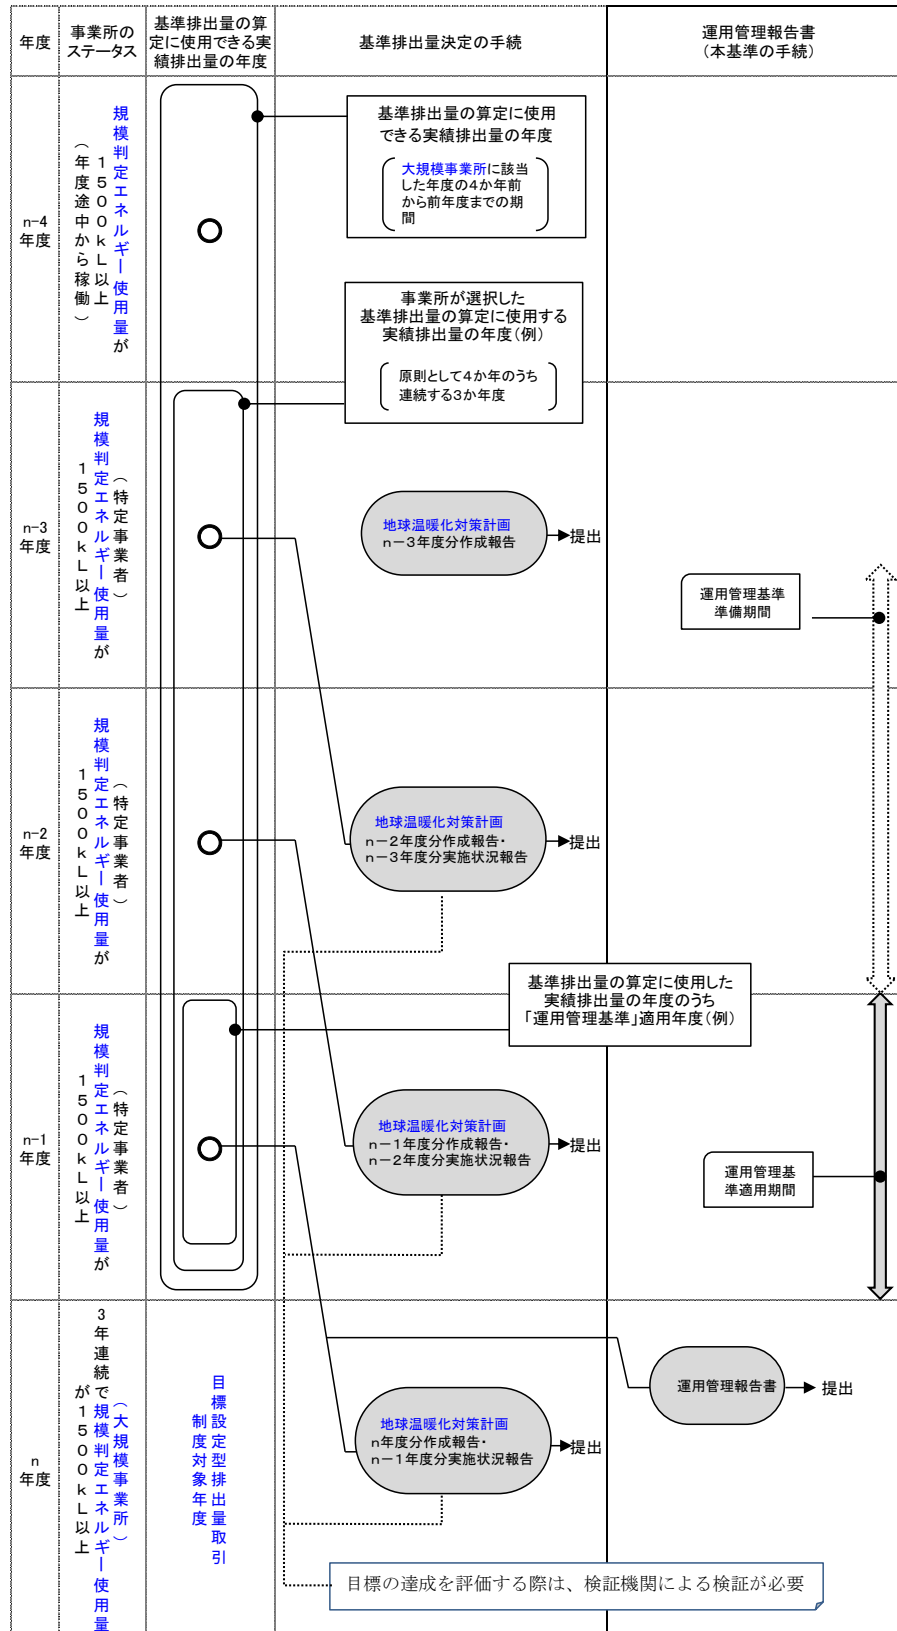 年度
事業所の
ステータス
基準排出量の算
定に使用できる実
績排出量の年度
基準排出量決定の手続
運用管理報告書
(本基準の手続)
n-4
年度
規模判定エネルギー使用量が
1500kL以上
(年度途中から稼働)
基準排出量の算定に使用
できる実績排出量の年度
大規模事業所に該当
した年度の4か年前
から前年度までの期
間
事業所が選択した
基準排出量の算定に使用する
実績排出量の年度(例)
原則として4か年のうち
連続する3か年度
n-3
年度
(特定事業者)
規模判定エネルギー使用量が
1500kL以上
地球温暖化対策計画
n-3年度分作成報告
提出
運用管理基準
準備期間
n-2
年度
(特定事業者)
規模判定エネルギー使用量が
1500kL以上
地球温暖化対策計画
n-2年度分作成報告・
n-3年度分実施状況報告
提出
基準排出量の算定に使用した
実績排出量の年度のうち
「運用管理基準」適用年度(例)
n-1
年度
(特定事業者)
規模判定エネルギー使用量が
1500kL以上
地球温暖化対策計画
n-1年度分作成報告・
n-2年度分実施状況報告
提出
運用管理基
準適用期間
n
年度
(大規模事業所)
3年連続で規模判定エネルギー使用量
が1500kL以上
目標設定型排出量取引
制度対象年度
地球温暖化対策計画
n年度分作成報告・
n-1年度分実施状況報告
提出
運用管理報告書
提出
目標の達成を評価する際は、検証機関による検証が必要